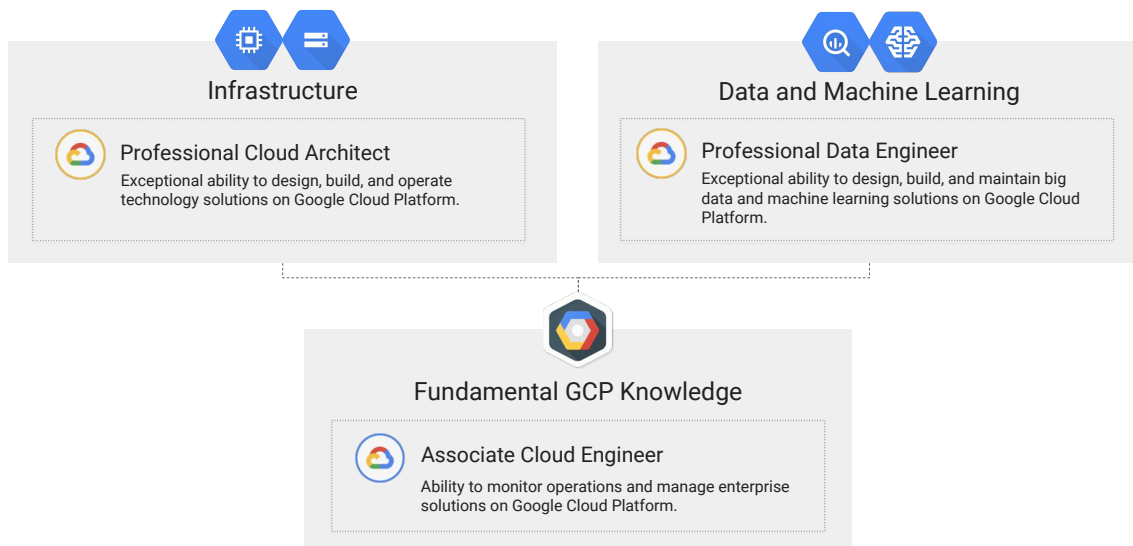 Infrastructure
Professional Cloud Architect
Exceptional ability to design, build, and operate
technology solutions on Google Cloud Platform.
Data and Machine Learning
Professional Data Engineer
Exceptional ability to design, build, and maintain big
data and machine learning solutions on Google Cloud
Platform.
Fundamental GCP Knowledge
Associate Cloud Engineer
Ability to monitor operations and manage enterprise
solutions on Google Cloud Platform.